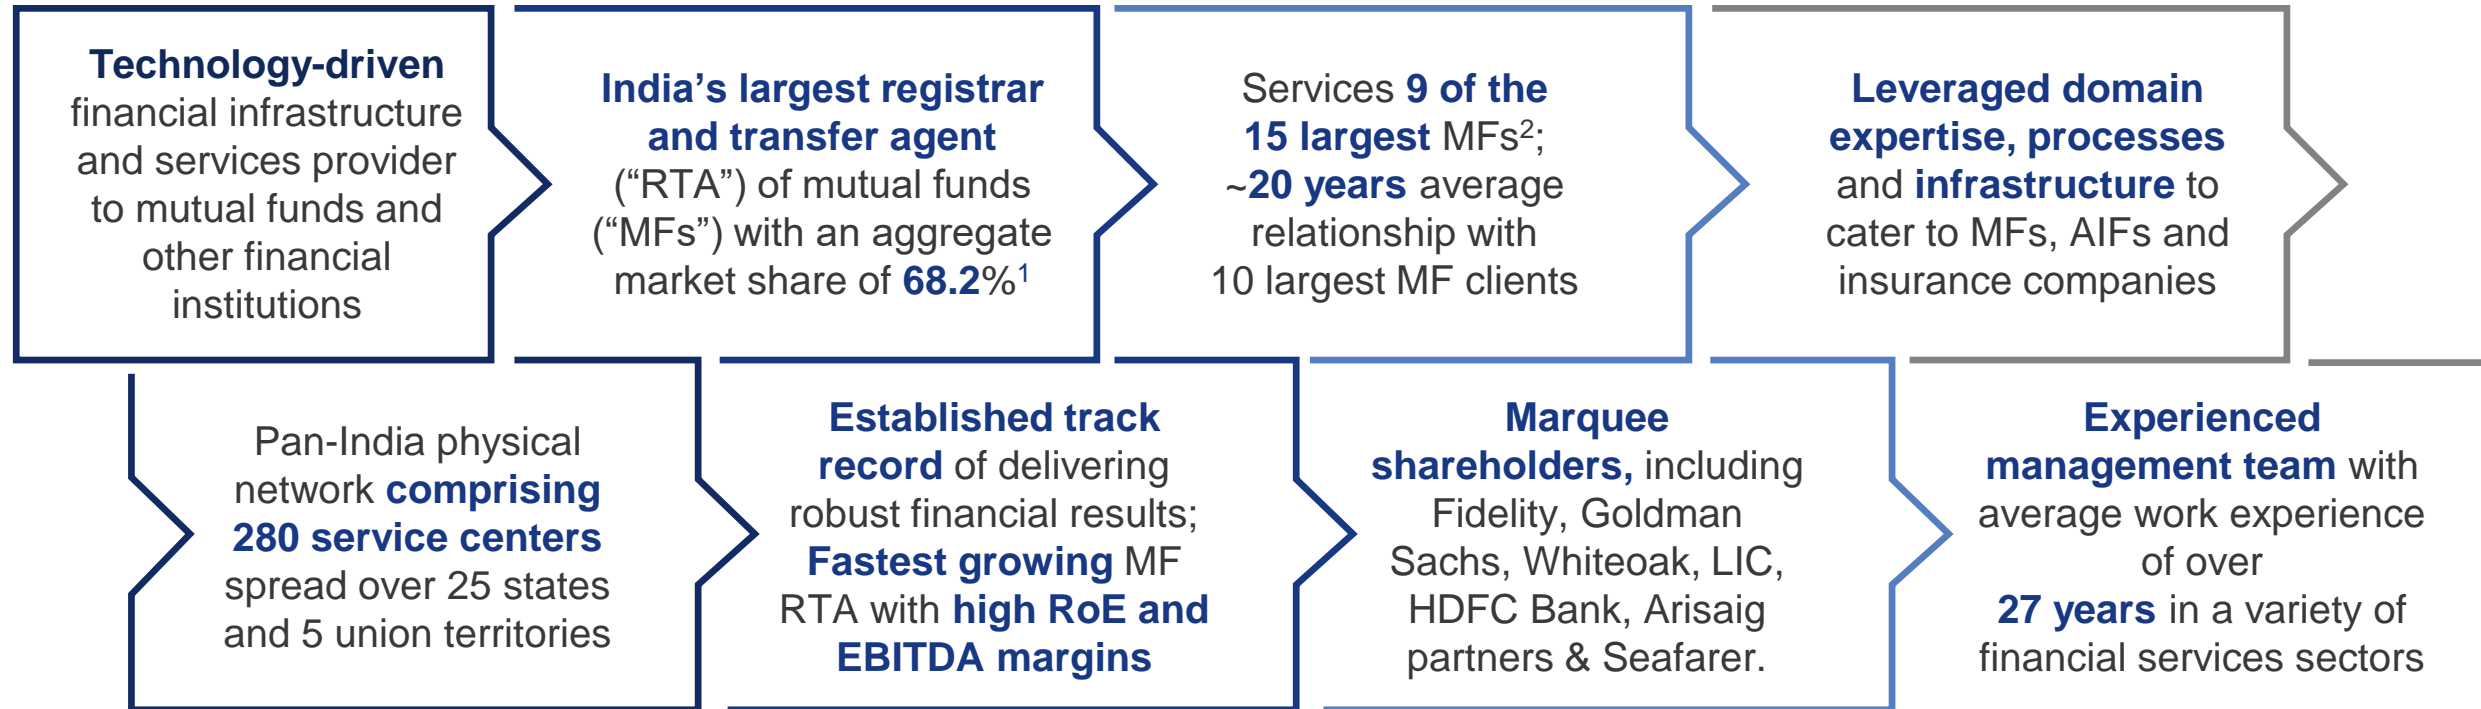 Technology-driven
financial infrastructure
and services provider
to mutual funds and
other financial
institutions
India’s largest registrar
and transfer agent
(“RTA”) of mutual funds
(“MFs”) with an aggregate
market share of 68.2%1
Services 9 of the
15 largest MFs2;
~20 years average
relationship with
10 largest MF clients
Leveraged domain
expertise, processes
and infrastructure to
cater to MFs, AIFs and
insurance companies
Pan-India physical
network comprising
280 service centers
spread over 25 states
and 5 union territories
Established track
record of delivering
robust financial results;
Fastest growing MF
RTA with high RoE and
EBITDA margins
Marquee
shareholders, including
Fidelity, Goldman
Sachs, Whiteoak, LIC,
HDFC Bank, Arisaig
partners & Seafarer.
Experienced
management team with
average work experience
of over
27 years in a variety of
financial services sectors